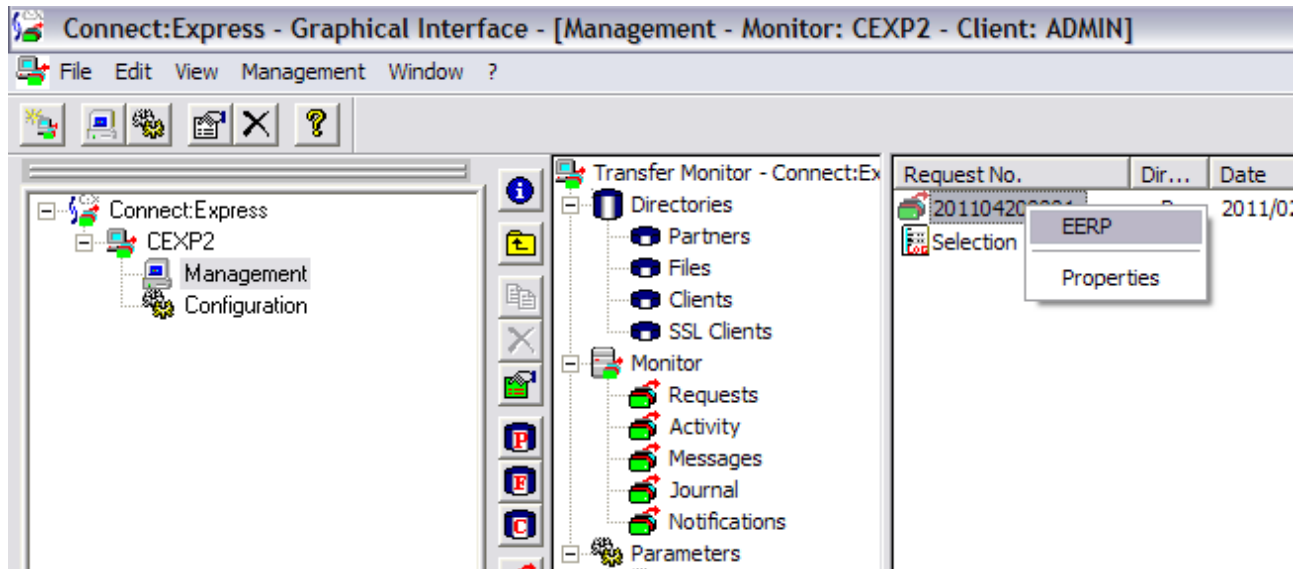 Connect:Express - Graphical Interface - [Management - Monitor: CEXP2 - Client: ADMIN]
File Edit View Management Window ?
Connect:Express
CEXP2
Management
Configuration
P
F
C
Transfer Monitor - Connect:Ex
Directories
Partners
Files
Clients
SSL Clients
Monitor
Requests
Activity
Messages
Journal
Notifications
Parameters
Request No. Dir... Date
2011/02
Selection
EERP
Properties